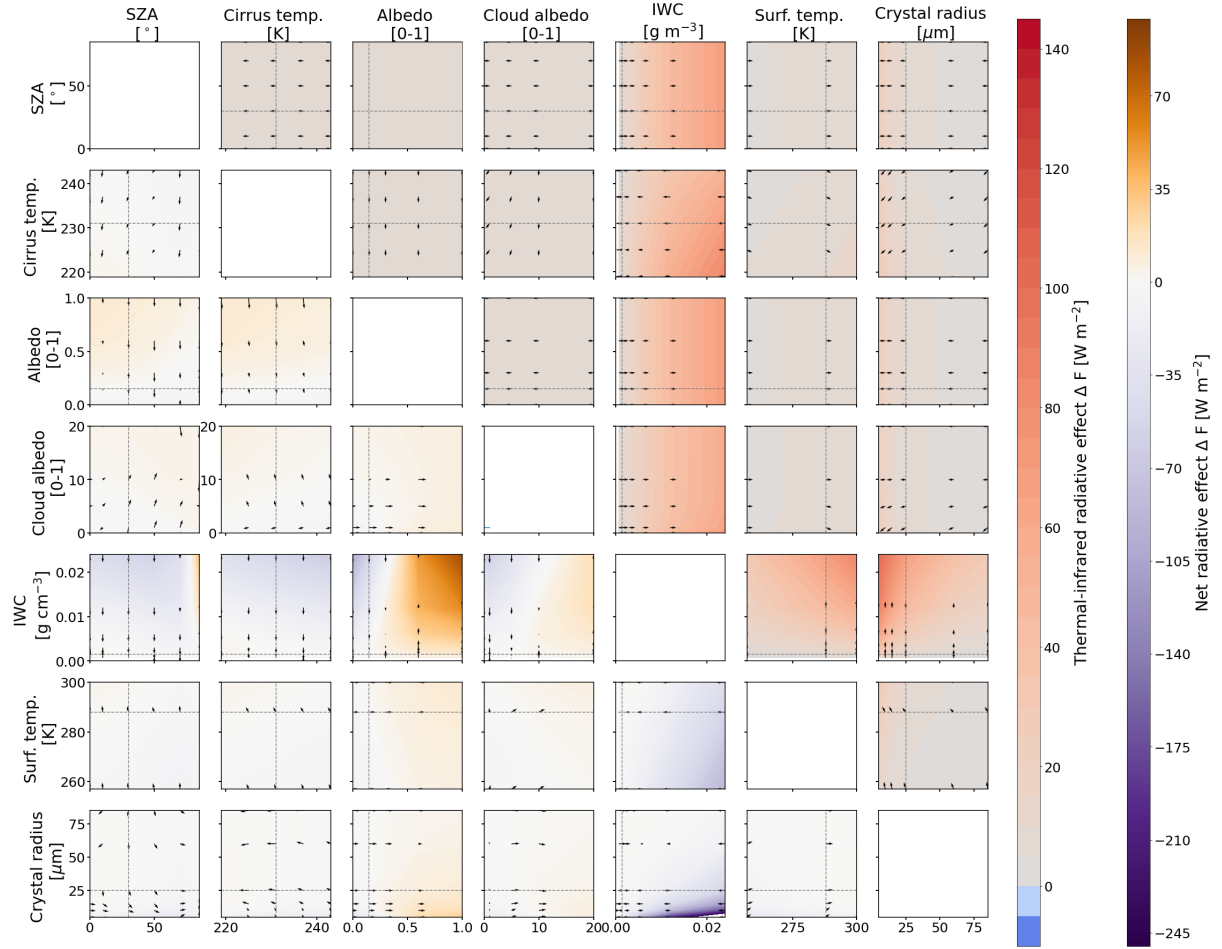 SZA
[°]
Cirrus temp.
[K]
Albedo
[0-1]
Cloud albedo
[0-1]
IWC
[g m⁻³]
Surf. temp.
[K]
Crystal radius
[μm]
SZA
[°]
50
0
Cirrus temp.
[K]
240
230
220
Albedo
[0-1]
1.0
0.5
0.0
Cloud albedo
[0-1]
20
10
0
10
0
IWC
[g cm⁻³]
0.02
0.01
0.00
Surf. temp.
[K]
300
280
260
Crystal radius
[μm]
75
50
25
0
50
220
240
0.0
0.5
1.0
0
10
20
0.00
0.02
275
300
25
50
75
140
120
100
80
60
40
20
0
Thermal-infrared radiative effect Δ F [W m⁻²]
70
35
0
−35
−70
−105
−140
−175
−210
−245
Net radiative effect Δ F [W m⁻²]